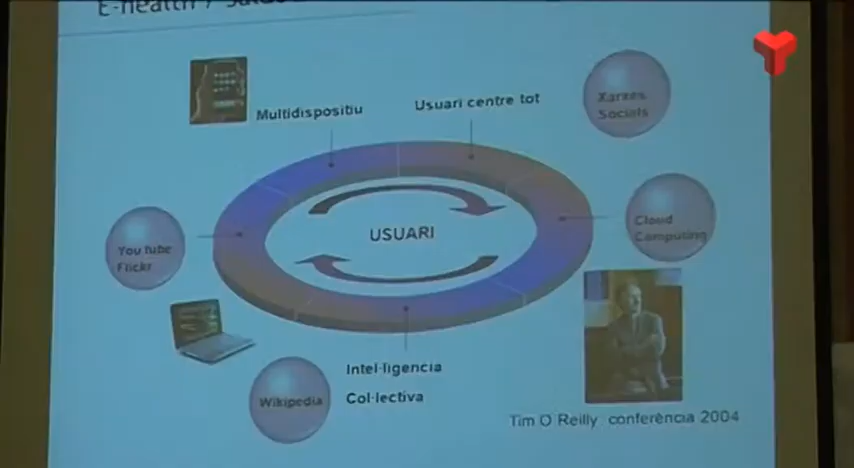 E-health /
Multidispositiu
Usuari centre tot
Xarxes
Socials
You tube
Flickr
USUARI
Cloud
Computing
Intel·ligencia
Col·lectiva
Wikipedia
Tim O Reilly, conferència 2004